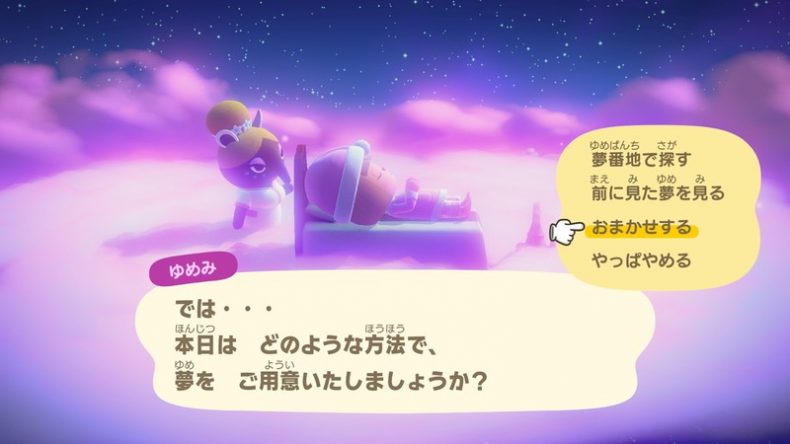 夢番地で探す
前に見た夢を見る
おまかせする
やっぱやめる
ゆめみ
では・・・
本日は　どのような方法で、
夢を　ご用意いたしましょうか？